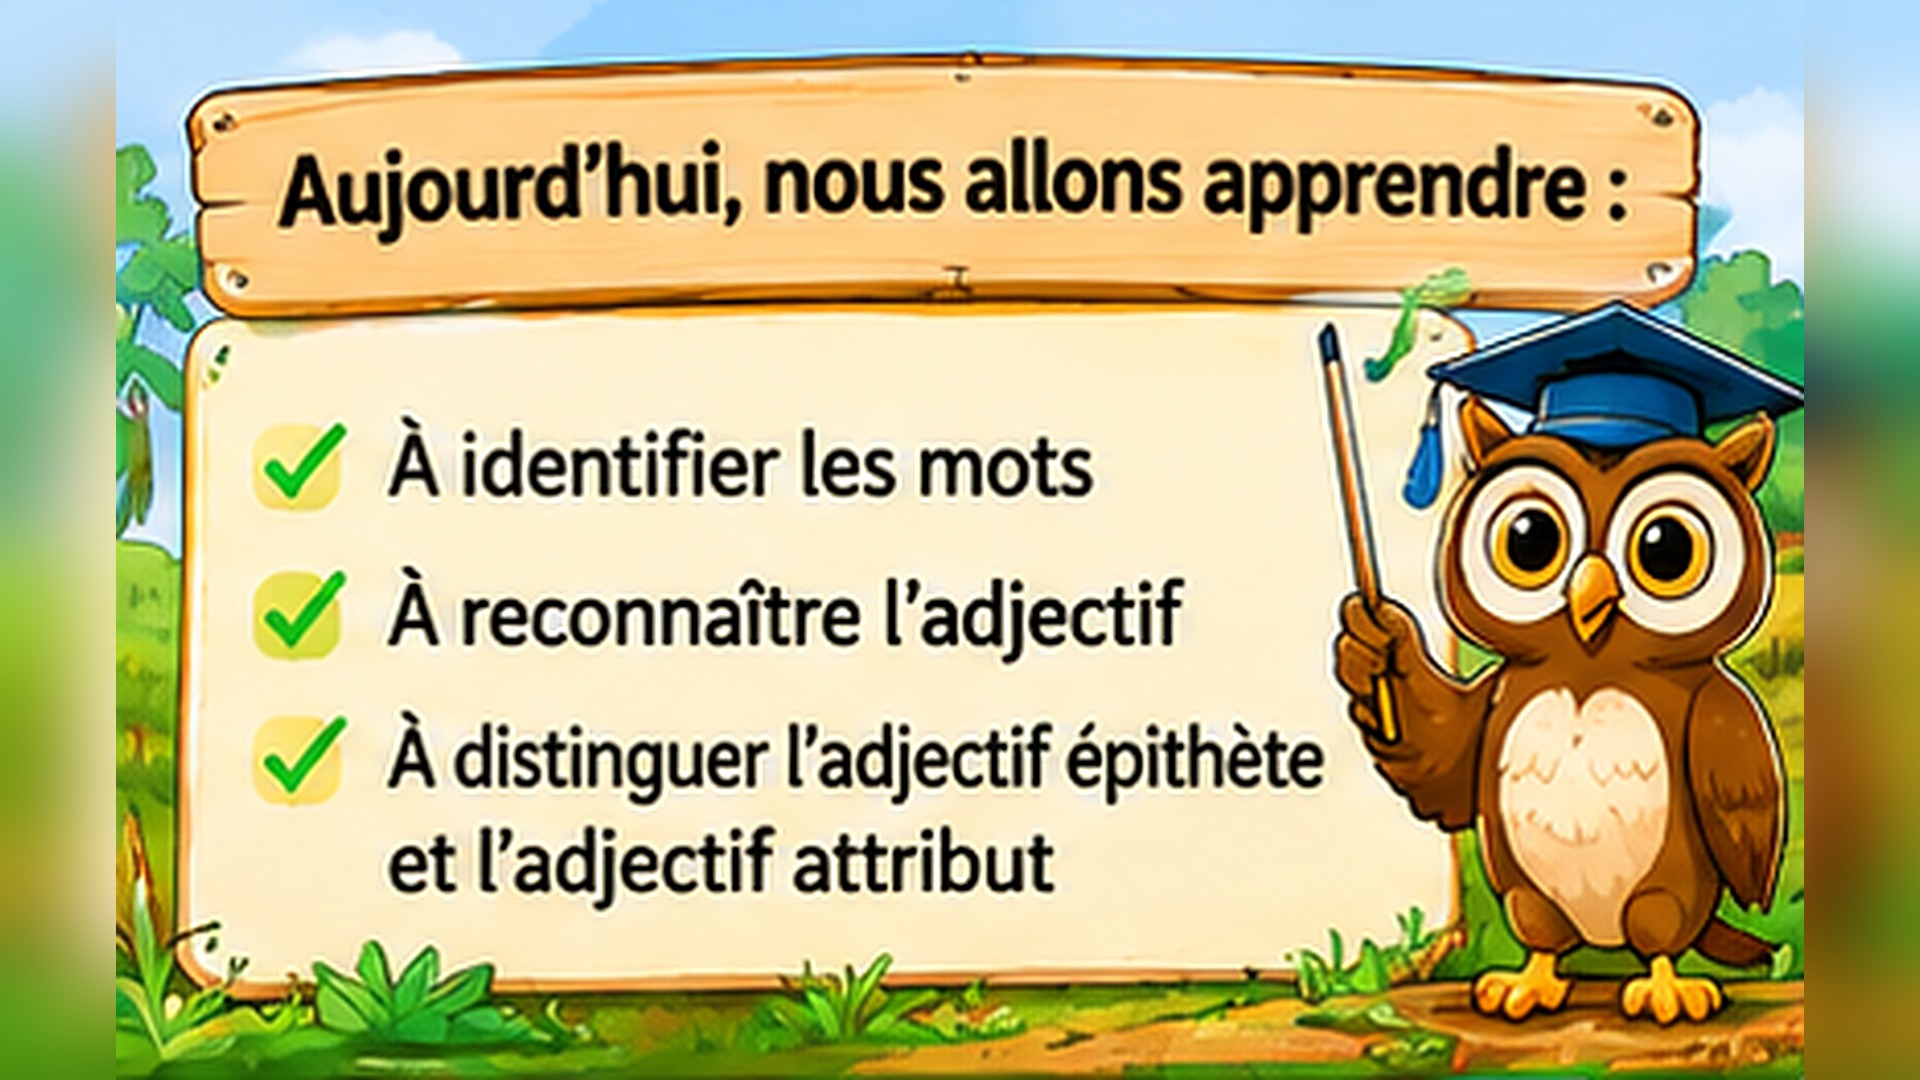 Aujourd’hui, nous allons apprendre :
À identifier les mots
À reconnaître l’adjectif
À distinguer l’adjectif épithète
et l’adjectif attribut